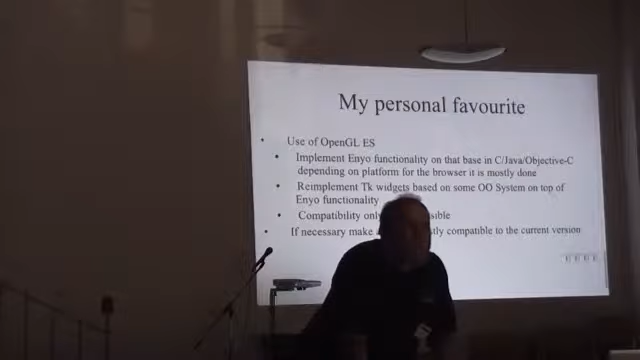 My personal favourite
• Use of OpenGL ES
• Implement Enyo functionality on that base in C/Java/Objective-C
depending on platform for the browser it is mostly done
• Reimplement Tk widgets based on some OO System on top of
Enyo functionality
• Compatibility only
• If necessary make compatible to the current version